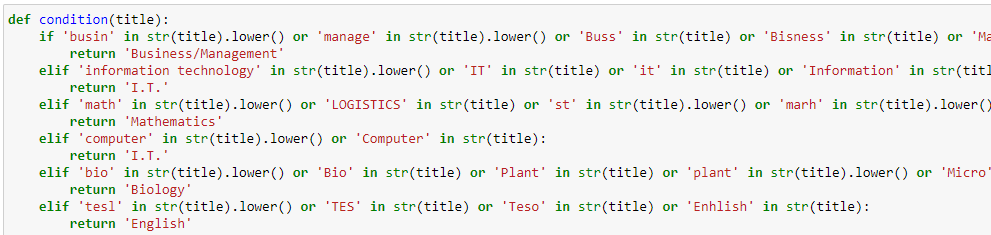 def condition(title):
    if 'busin' in str(title).lower() or 'manage' in str(title).lower() or 'Buss' in str(title) or 'Bisness' in str(title) or
        return 'Business/Management'
    elif 'information technology' in str(title).lower() or 'IT' in str(title) or 'it' in str(title) or 'Information' in
        return 'I.T.'
    elif 'math' in str(title).lower() or 'LOGISTICS' in str(title) or 'st' in str(title).lower() or 'marh' in str(title).lower()
        return 'Mathematics'
    elif 'computer' in str(title).lower() or 'Computer' in str(title):
        return 'I.T.'
    elif 'bio' in str(title).lower() or 'Bio' in str(title) or 'Plant' in str(title) or 'plant' in str(title).lower() or 'Micro'
        return 'Biology'
    elif 'tesl' in str(title).lower() or 'TES' in str(title) or 'Teso' in str(title) or 'Enhlish' in str(title):
        return 'English'